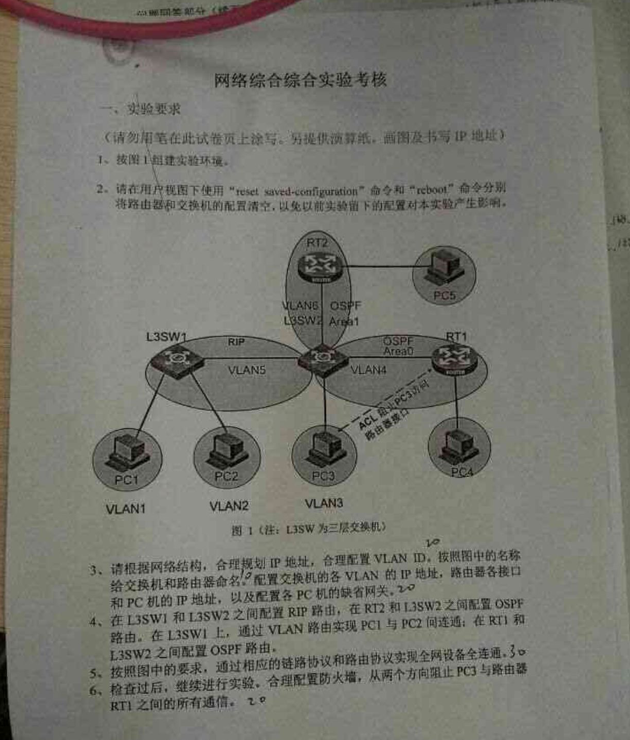 网络综合综合实验考核
一、实验要求
（请勿用笔在此试卷页上涂写。另提供演算纸，画图及书写 IP 地址）
1、按图1组建实验环境。
2、请在用户视图下使用“reset saved-configuration”命令和“reboot”命令分别
将路由器和交换机的配置清空，以免以前实验留下的配置对本实验产生影响。
RT2
PC5
VLAN6 OSPF
L3SW2 Area1
L3SW1
RIP
OSPF
Area0
RT1
VLAN5
VLAN4
ACL 阻止PC3访问
路由器接口
PC1
PC2
PC3
PC4
VLAN1
VLAN2
VLAN3
图 1（注：L3SW 为三层交换机）
20
3、请根据网络结构，合理规划 IP 地址，合理配置 VLAN ID。按照图中的名称
给交换机和路由器命名。10 配置交换机的各 VLAN 的 IP 地址，路由器各接口
和 PC 机的 IP 地址，以及配置各 PC 机的缺省网关。20
4、在 L3SW1 和 L3SW2 之间配置 RIP 路由，在 RT2 和 L3SW2 之间配置 OSPF
路由。在 L3SW1 上，通过 VLAN 路由实现 PC1 与 PC2 间连通；在 RT1 和
L3SW2 之间配置 OSPF 路由。
5、按照图中的要求，通过相应的链路协议和路由协议实现全网设备全连通。30
6、检查过后，继续进行实验。合理配置防火墙，从两个方向阻止 PC3 与路由器
RT1 之间的所有通信。20